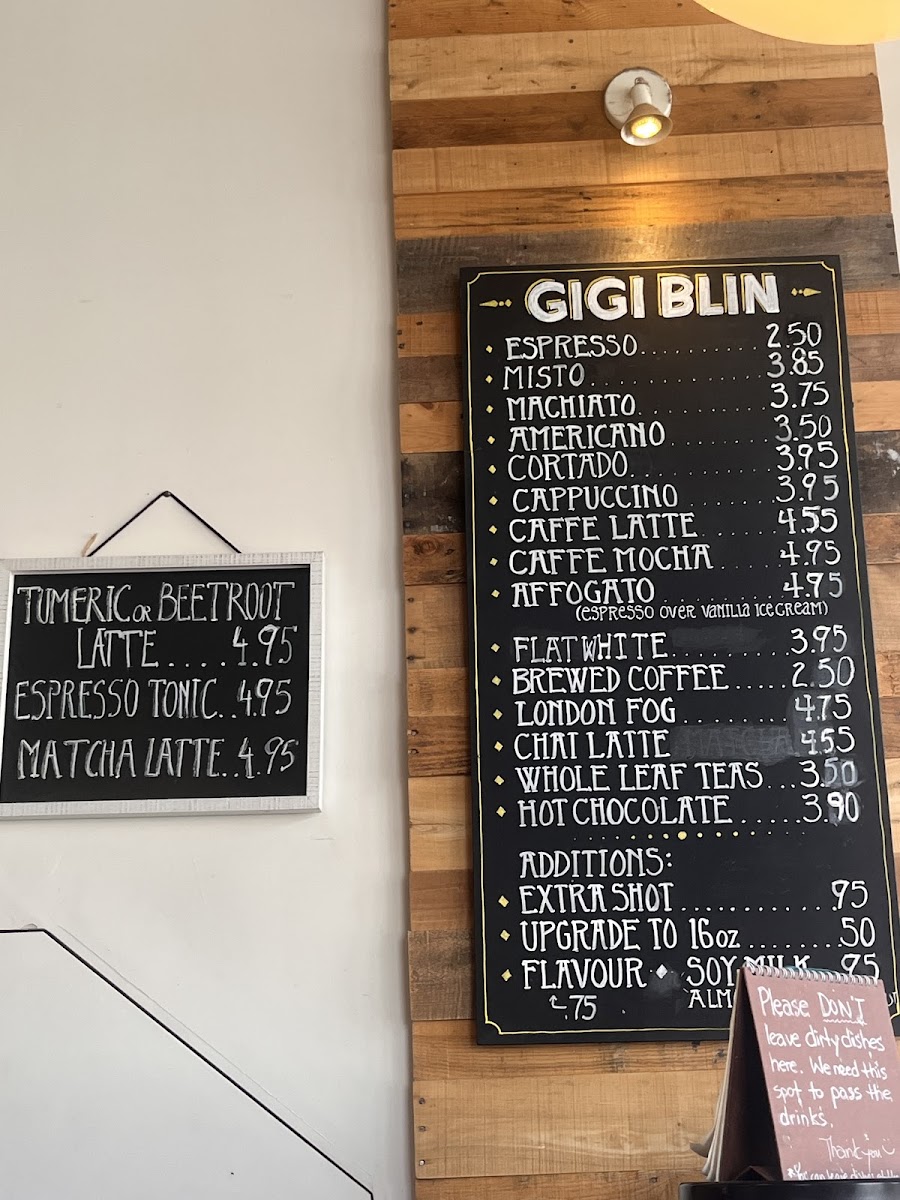 TUMERIC OR BEETROOT
LATTE....4.95
ESPRESSO TONIC..4.95
MATCHA LATTE..4.95
GIGI BLIN
ESPRESSO 2.50
MISTO 3.85
MACHIATO 3.75
AMERICANO 3.50
CORTADO 3.95
CAPPUCCINO 3.95
CAFFE LATTE 4.55
CAFFE MOCHA 4.95
AFFOGATO 4.95
(ESPRESSO OVER VANILLA ICE CREAM)
FLAT WHITE 3.95
BREWED COFFEE 2.50
LONDON FOG 4.75
CHAI LATTE 4.55
WHOLE LEAF TEAS 3.50
HOT CHOCOLATE 3.90
ADDITIONS:
EXTRA SHOT .95
UPGRADE TO 16oz .50
FLAVOUR SOY MILK .95
.75 ALM
Please DON'T
leave dirty dishes
here. We need this
spot to pass the
drinks.
Thank you